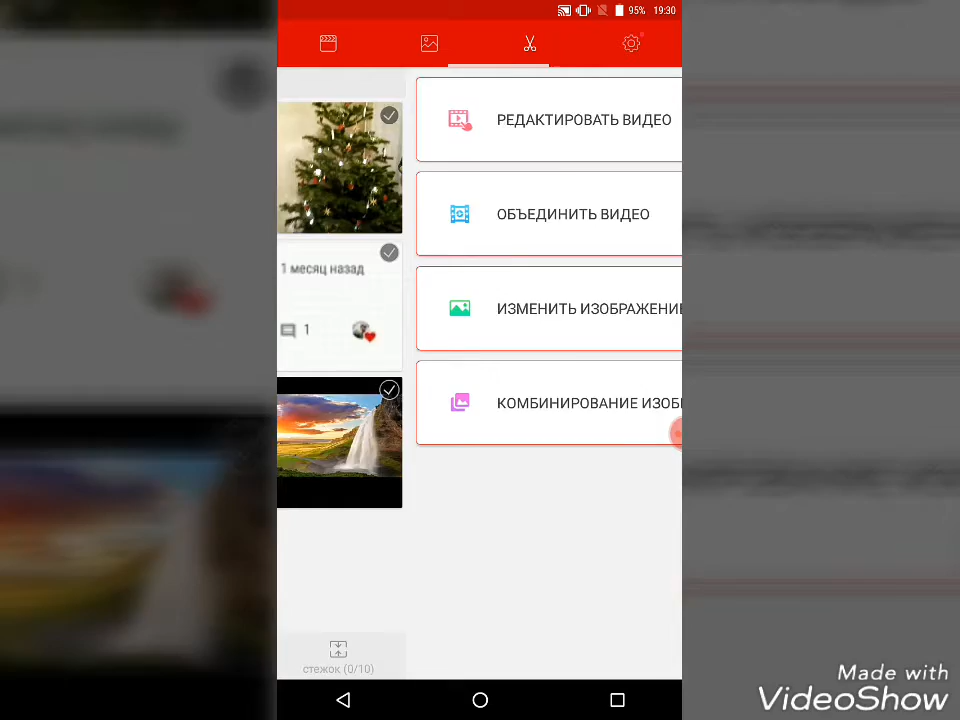 95% 19:30
РЕДАКТИРОВАТЬ ВИДЕО
ОБЪЕДИНИТЬ ВИДЕО
1 месяц назад
ИЗМЕНИТЬ ИЗОБРАЖЕНИЕ
1
КОМБИНИРОВАНИЕ ИЗОБ
стежок (0/10)
Made with
VideoShow